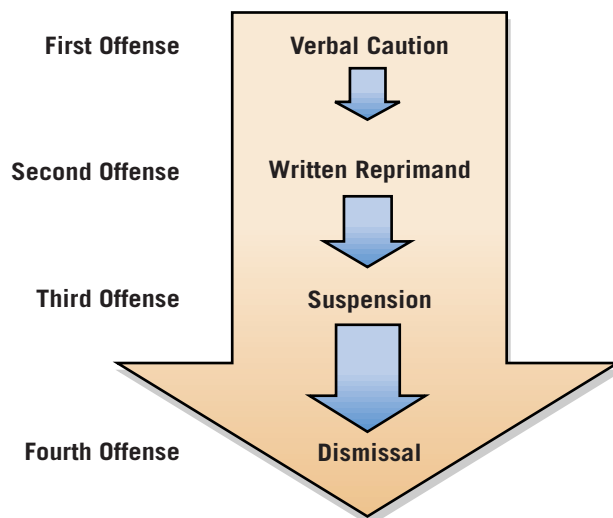 First Offense Verbal Caution
Second Offense Written Reprimand
Third Offense Suspension
Fourth Offense Dismissal